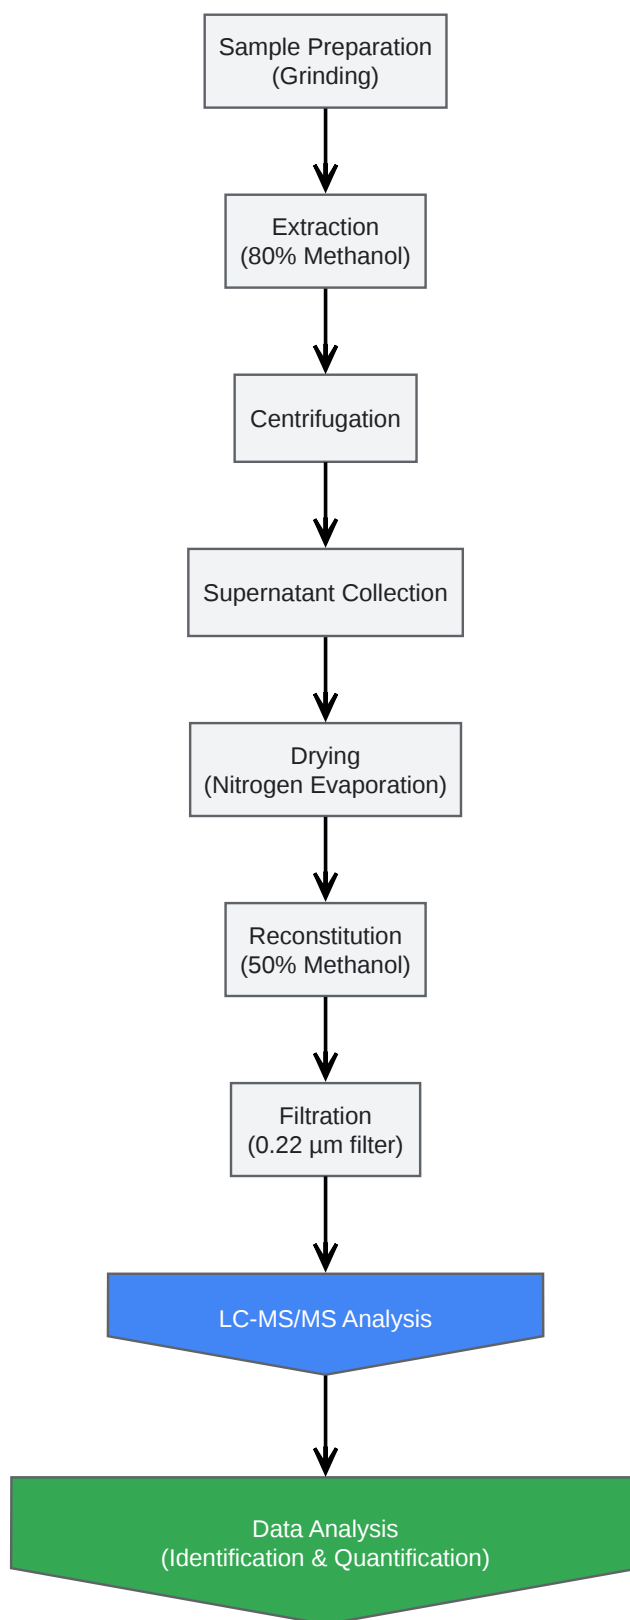 Sample Preparation
(Grinding)
Extraction
(80% Methanol)
Centrifugation
Supernatant Collection
Drying
(Nitrogen Evaporation)
Reconstitution
(50% Methanol)
Filtration
(0.22 µm filter)
LC-MS/MS Analysis
Data Analysis
(Identification & Quantification)